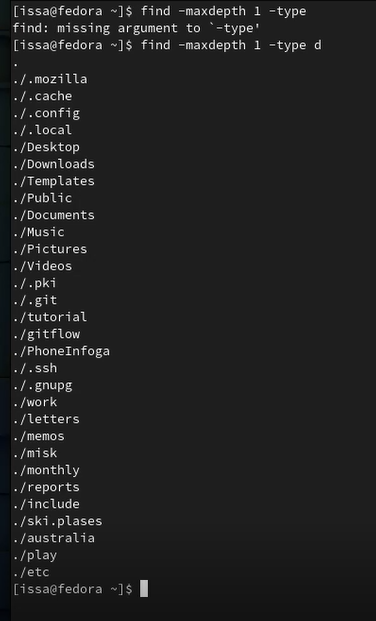 [issa@fedora ~]$ find -maxdepth 1 -type
find: missing argument to `-type'
[issa@fedora ~]$ find -maxdepth 1 -type d
.
./.mozilla
./.cache
./.config
./.local
./Desktop
./Downloads
./Templates
./Public
./Documents
./Music
./Pictures
./Videos
./.pki
./.git
./tutorial
./gitflow
./PhoneInfoga
./.ssh
./.gnupg
./work
./letters
./memos
./misk
./monthly
./reports
./include
./ski.plases
./australia
./play
./etc
[issa@fedora ~]$